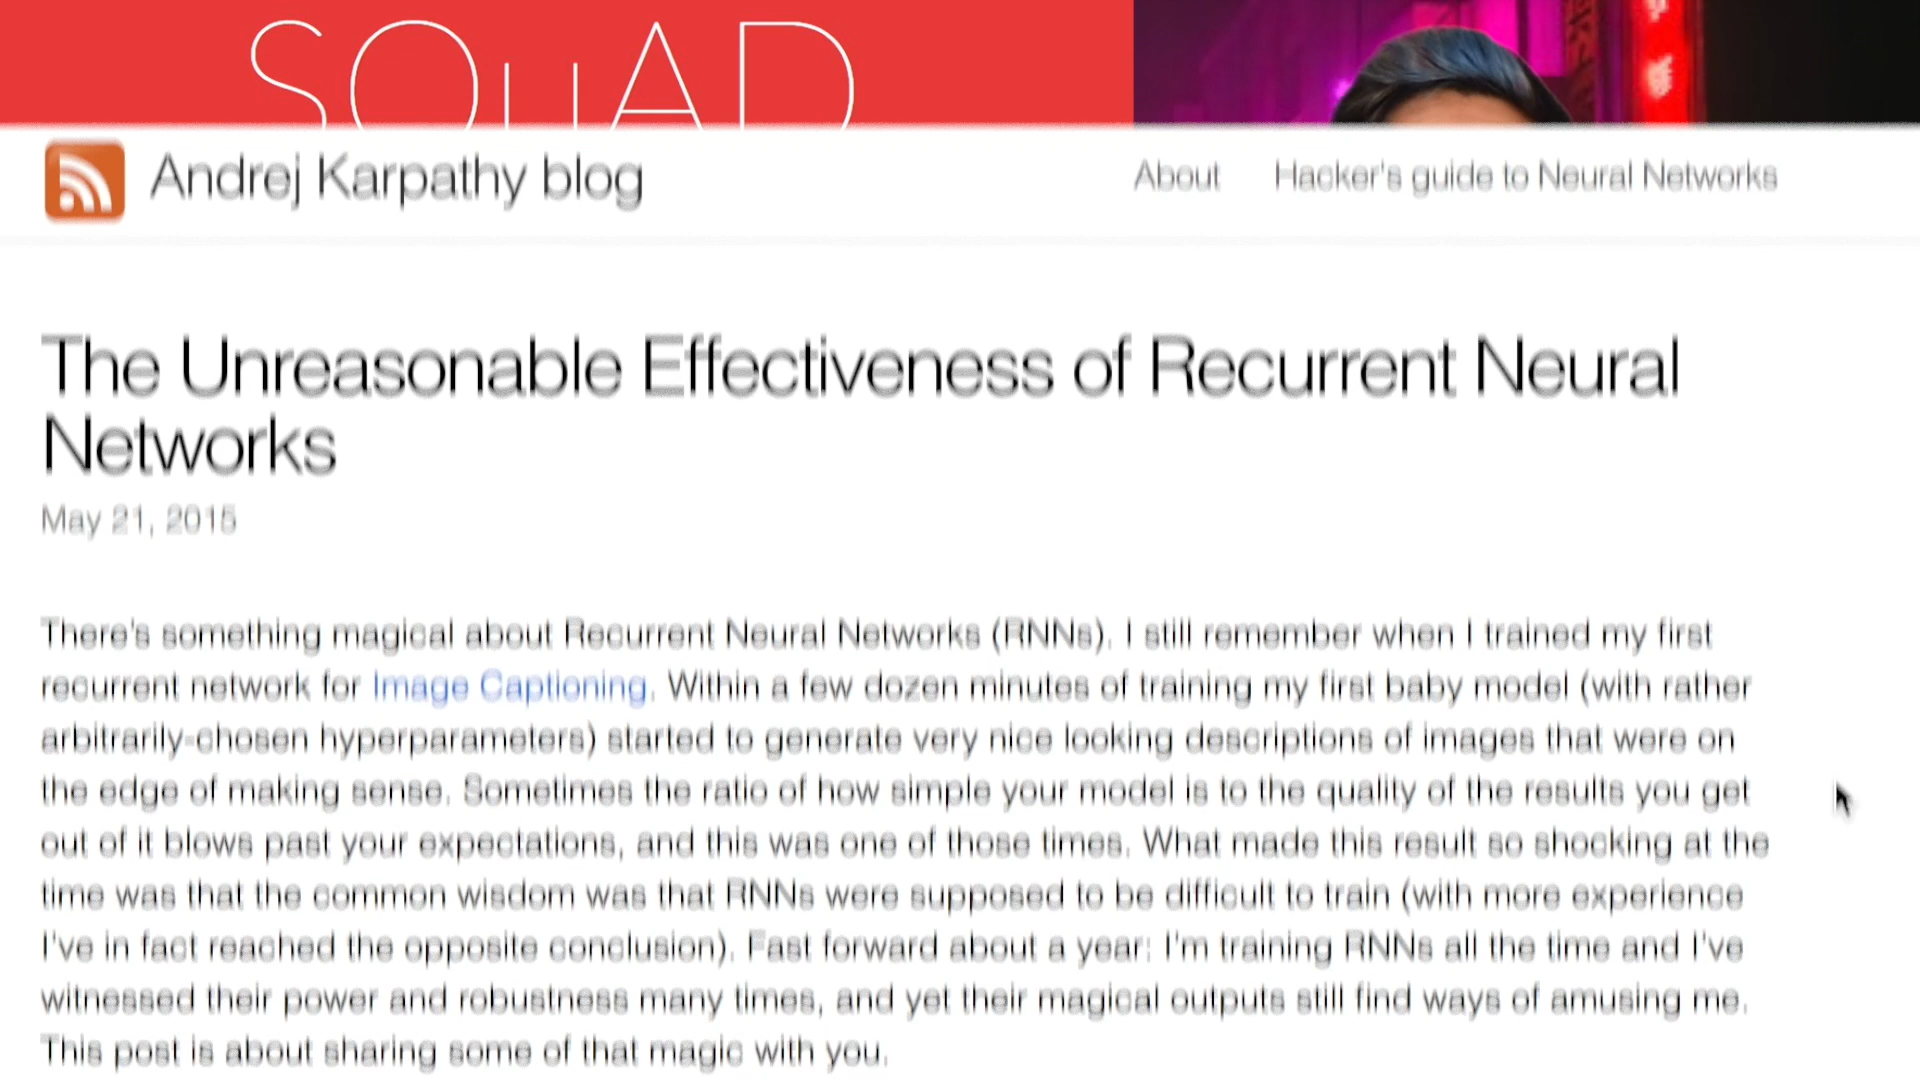 SQuAD
Andrej Karpathy blog
About
Hacker's guide to Neural Networks
The Unreasonable Effectiveness of Recurrent Neural
Networks
May 21, 2015
There's something magical about Recurrent Neural Networks (RNNs). I still remember when I trained my first
recurrent network for Image Captioning. Within a few dozen minutes of training my first baby model (with rather
arbitrarily-chosen hyperparameters) started to generate very nice looking descriptions of images that were on
the edge of making sense. Sometimes the ratio of how simple your model is to the quality of the results you get
out of it blows past your expectations, and this was one of those times. What made this result so shocking at the
time was that the common wisdom was that RNNs were supposed to be difficult to train (with more experience
I've in fact reached the opposite conclusion). Fast forward about a year: I'm training RNNs all the time and I've
witnessed their power and robustness many times, and yet their magical outputs still find ways of amusing me.
This post is about sharing some of that magic with you.